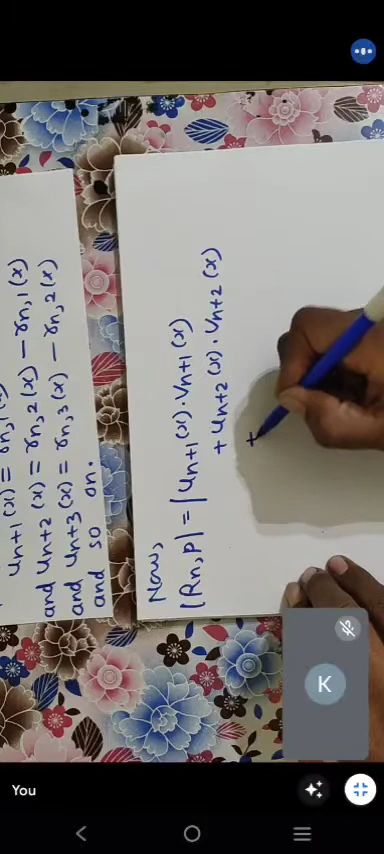 un+1(x) = rn,1(x)
and un+2(x) = rn,2(x) − rn,1(x)
and un+3(x) = rn,3(x) − rn,2(x)
and so on.
Now,
|Rn,p| = |un+1(x)·vn+1(x)
+ un+2(x)·vn+2(x)
+
K
You